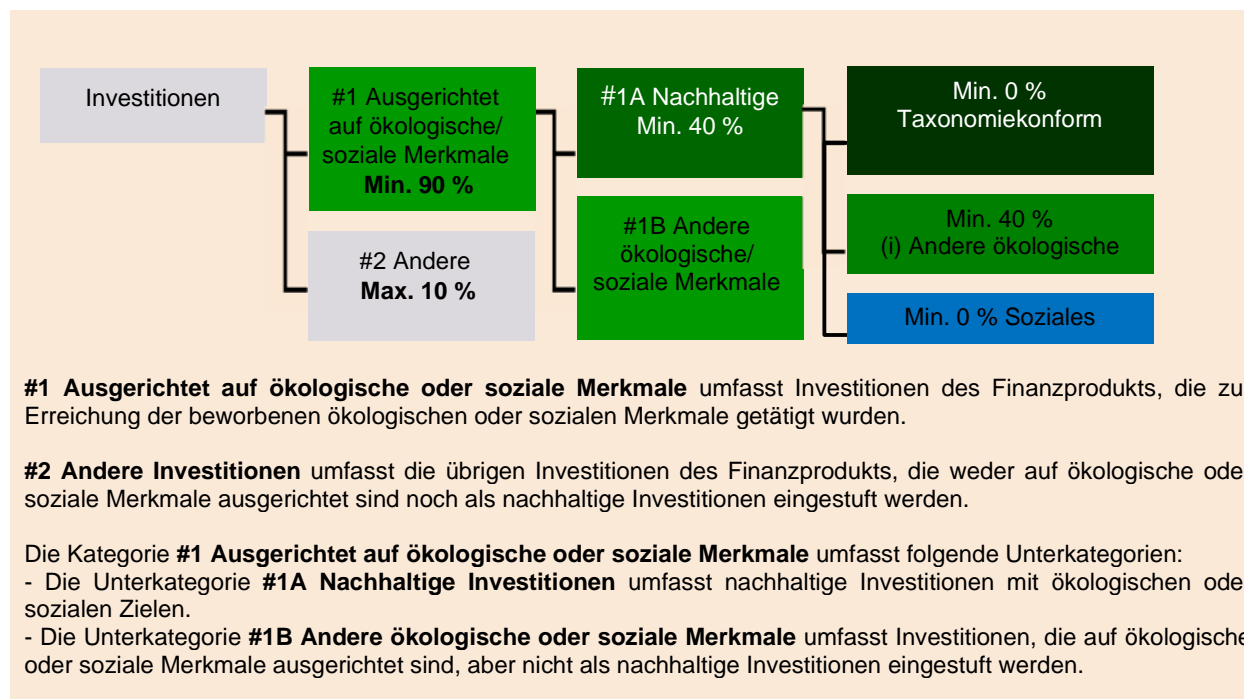 Investitionen
#1 Ausgerichtet
auf ökologische/
soziale Merkmale
Min. 90 %
#2 Andere
Max. 10 %
#1A Nachhaltige
Min. 40 %
#1B Andere
ökologische/
soziale Merkmale
Min. 0 %
Taxonomiekonform
Min. 40 %
(i) Andere ökologische
Min. 0 % Soziales
#1 Ausgerichtet auf ökologische oder soziale Merkmale umfasst Investitionen des Finanzprodukts, die zu
Erreichung der beworbenen ökologischen oder sozialen Merkmale getätigt wurden.
#2 Andere Investitionen umfasst die übrigen Investitionen des Finanzprodukts, die weder auf ökologische ode
soziale Merkmale ausgerichtet sind noch als nachhaltige Investitionen eingestuft werden.
Die Kategorie #1 Ausgerichtet auf ökologische oder soziale Merkmale umfasst folgende Unterkategorien:
- Die Unterkategorie #1A Nachhaltige Investitionen umfasst nachhaltige Investitionen mit ökologischen ode
sozialen Zielen.
- Die Unterkategorie #1B Andere ökologische oder soziale Merkmale umfasst Investitionen, die auf ökologische
oder soziale Merkmale ausgerichtet sind, aber nicht als nachhaltige Investitionen eingestuft werden.